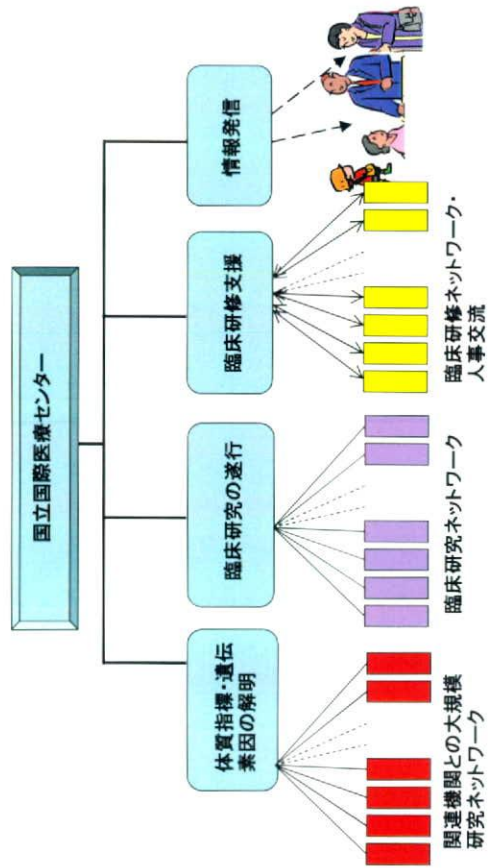 国立国際医療センター
体質指標・遺伝
素因の解明
臨床研究の遂行
臨床研修支援
情報発信
関連機関との大規模
研究ネットワーク
臨床研究ネットワーク
臨床研修ネットワーク・
人事交流